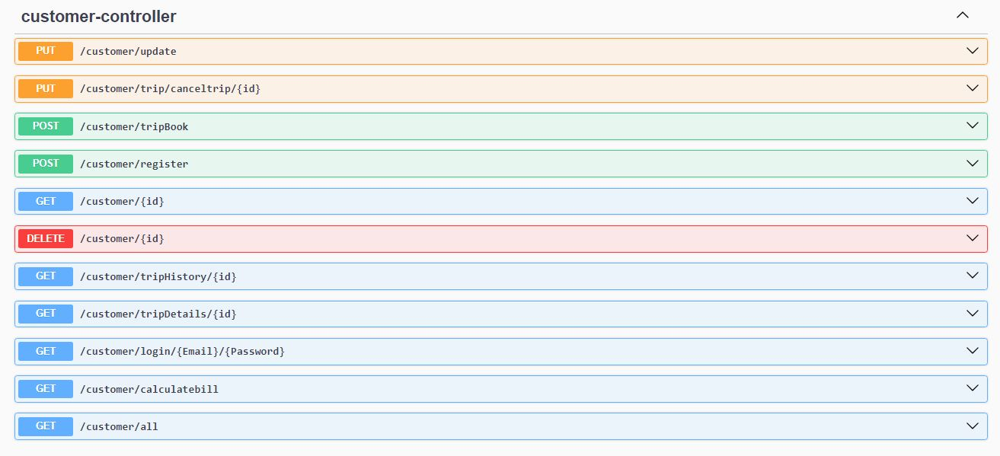 customer-controller
PUT /customer/update
PUT /customer/trip/canceltrip/{id}
POST /customer/tripBook
POST /customer/register
GET /customer/{id}
DELETE /customer/{id}
GET /customer/tripHistory/{id}
GET /customer/tripDetails/{id}
GET /customer/login/{Email}/{Password}
GET /customer/calculatebill
GET /customer/all